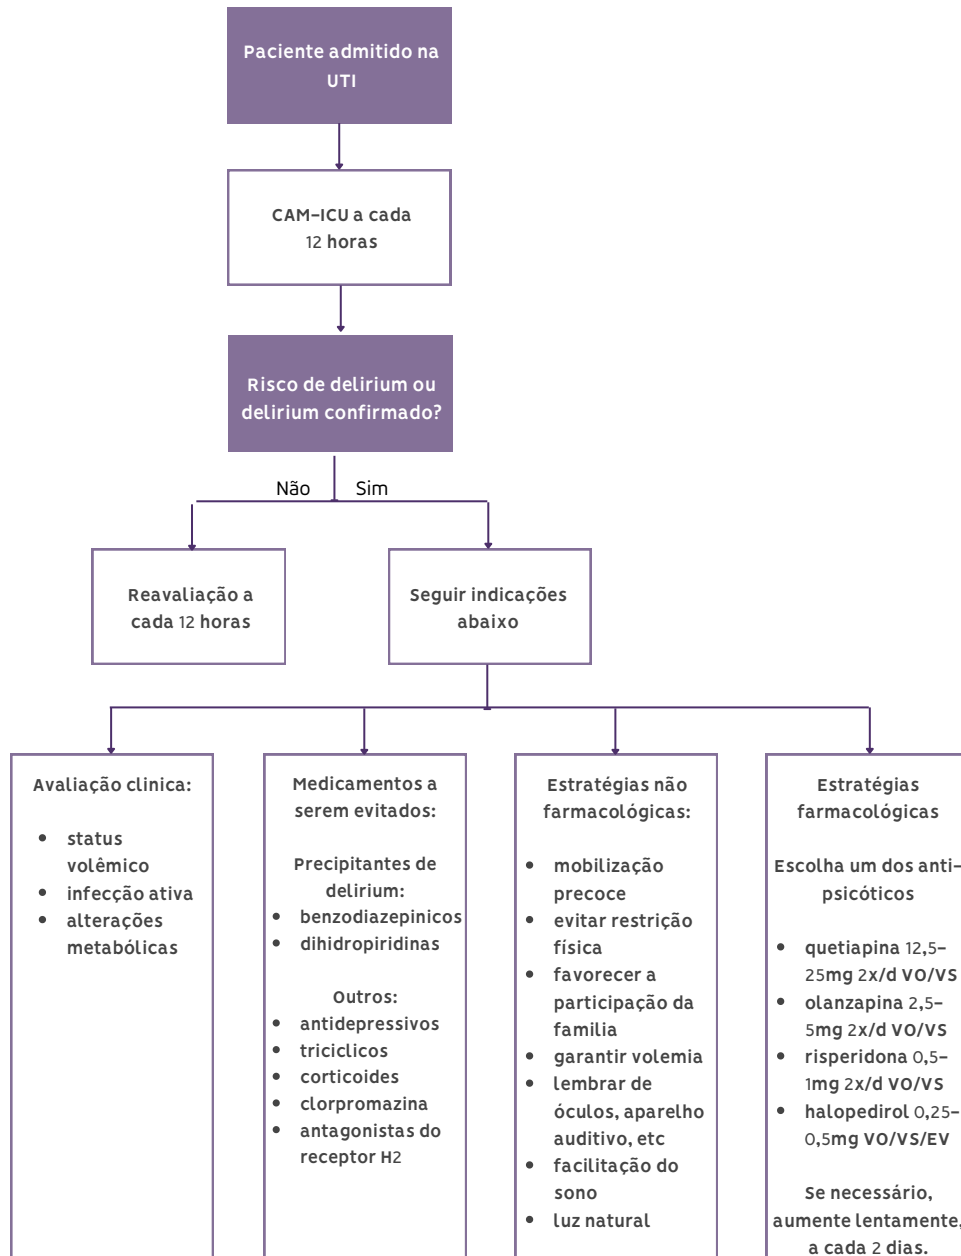 Paciente admitido na
UTI
CAM-ICU a cada
12 horas
Risco de delirium ou
delirium confirmado?
Não
Sim
Reavaliação a
cada 12 horas
Seguir indicações
abaixo
Avaliação clinica:
• status
volêmico
• infecção ativa
• alterações
metabólicas
Medicamentos a
serem evitados:
Precipitantes de
delirium:
• benzodiazepinicos
• dihidropiridinas
Outros:
• antidepressivos
• triciclicos
• corticoides
• clorpromazina
• antagonistas do
receptor H2
Estratégias não
farmacológicas:
• mobilização
precoce
• evitar restrição
física
• favorecer a
participação da
familia
• garantir volemia
• lembrar de
óculos, aparelho
auditivo, etc
• facilitação do
sono
• luz natural
Estratégias
farmacológicas
Escolha um dos anti-
psicóticos
• quetiapina 12,5-
25mg 2x/d VO/VS
• olanzapina 2,5-
5mg 2x/d VO/VS
• risperidona 0,5-
1mg 2x/d VO/VS
• halopedirol 0,25-
0,5mg VO/VS/EV
Se necessário,
aumente lentamente,
a cada 2 dias.